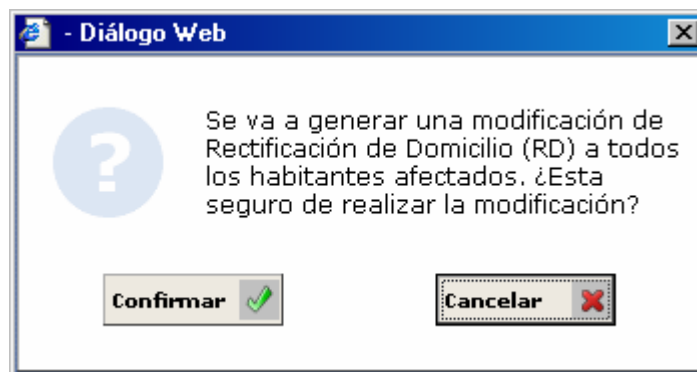 - Diálogo Web
Se va a generar una modificación de
Rectificación de Domicilio (RD) a todos
los habitantes afectados. ¿Esta
seguro de realizar la modificación?
Confirmar
Cancelar